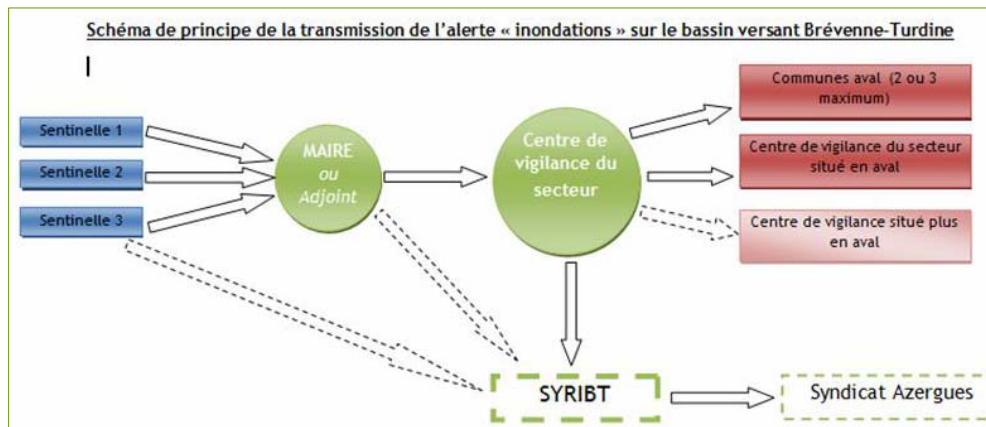 Schéma de principe de la transmission de l'alerte « inondations » sur le bassin versant Brévenne-Turdine
Sentinelle 1
Sentinelle 2
Sentinelle 3
MAIRE
ou
Adjoint
Centre de
vigilance du
secteur
Communes aval (2 ou 3
maximum)
Centre de vigilance du secteur
situé en aval
Centre de vigilance situé plus
en aval
SYRIBT
Syndicat Azergues